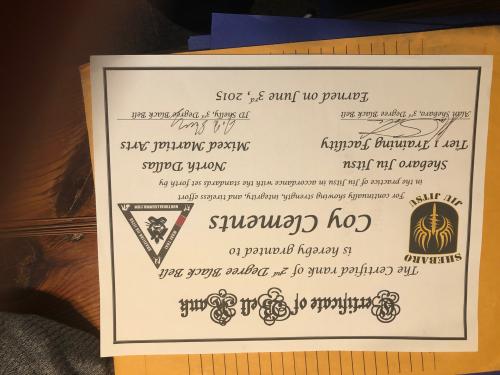 Certificate of Belt Rank
The Certified rank of 2nd Degree Black Belt
is hereby granted to
Coy Clements
For continually showing strength, integrity, and tireless effort
in the practice of Jiu Jitsu in accordance with the standards set forth by
Shebaro Jiu Jitsu
Tier 1 Training Facility
Alan Shebaro, 3rd Degree Black Belt
North Dallas
Mixed Martial Arts
JD Shelly, 3rd Degree Black Belt
Earned on June 3rd, 2015
SHEBARO
JIU JITSU